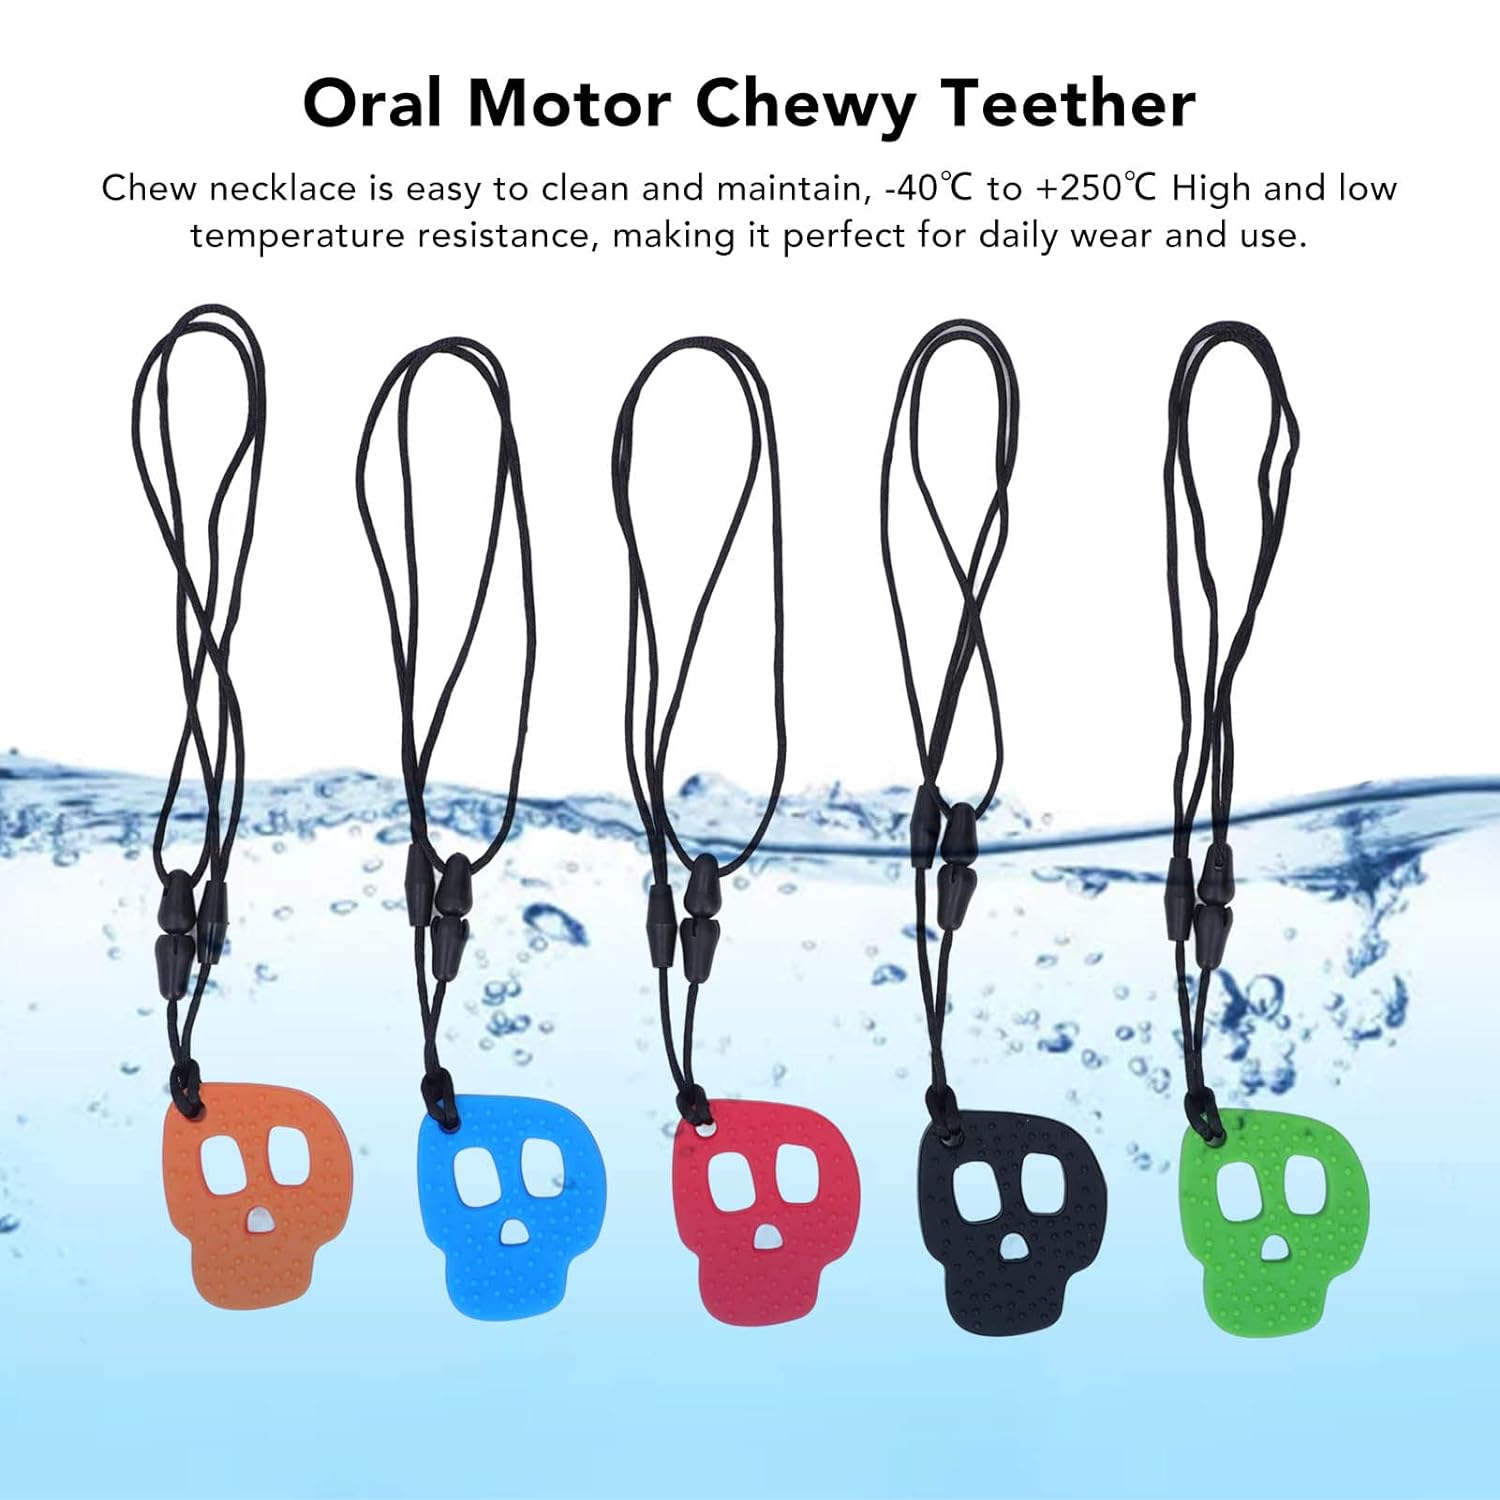 Oral Motor Chewy Teether
Chew necklace is easy to clean and maintain, -40℃ to +250℃ High and low
temperature resistance, making it perfect for daily wear and use.